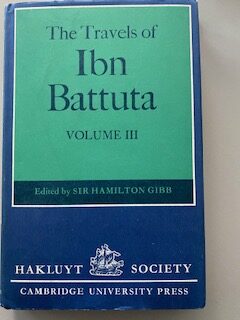 The Travels of
Ibn
Battuta
VOLUME III
Edited by SIR HAMILTON GIBB
HAKLUYT SOCIETY
CAMBRIDGE UNIVERSITY PRESS